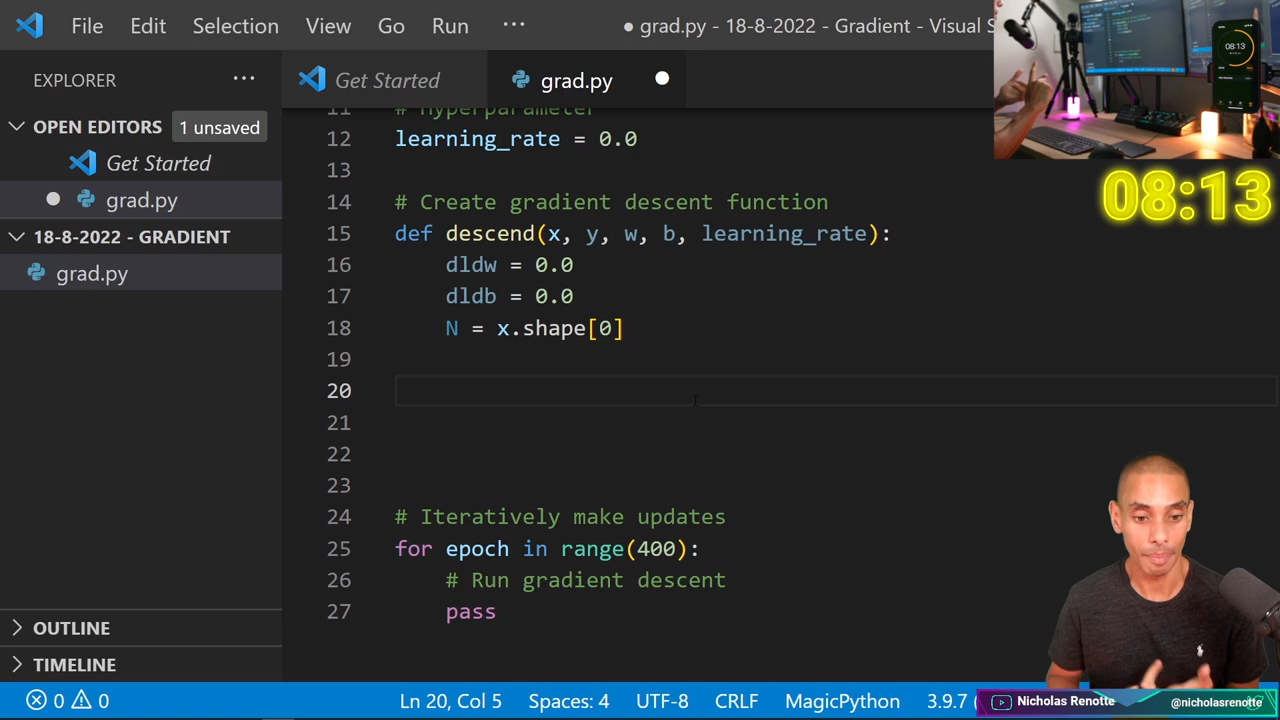 File Edit Selection View Go Run ··· ● grad.py - 18-8-2022 - Gradient - Visual S
EXPLORER ···
Get Started grad.py
OPEN EDITORS 1 unsaved
Get Started
grad.py
18-8-2022 - GRADIENT
grad.py
OUTLINE
TIMELINE
11 # Hyperparameter
12 learning_rate = 0.0
13
14 # Create gradient descent function
15 def descend(x, y, w, b, learning_rate):
16 dldw = 0.0
17 dldb = 0.0
18 N = x.shape[0]
19
20
21
22
23
24 # Iteratively make updates
25 for epoch in range(400):
26 # Run gradient descent
27 pass
08:13
08:13
0 0 Ln 20, Col 5 Spaces: 4 UTF-8 CRLF MagicPython 3.9.7 (
Nicholas Renotte @nicholasrenotte